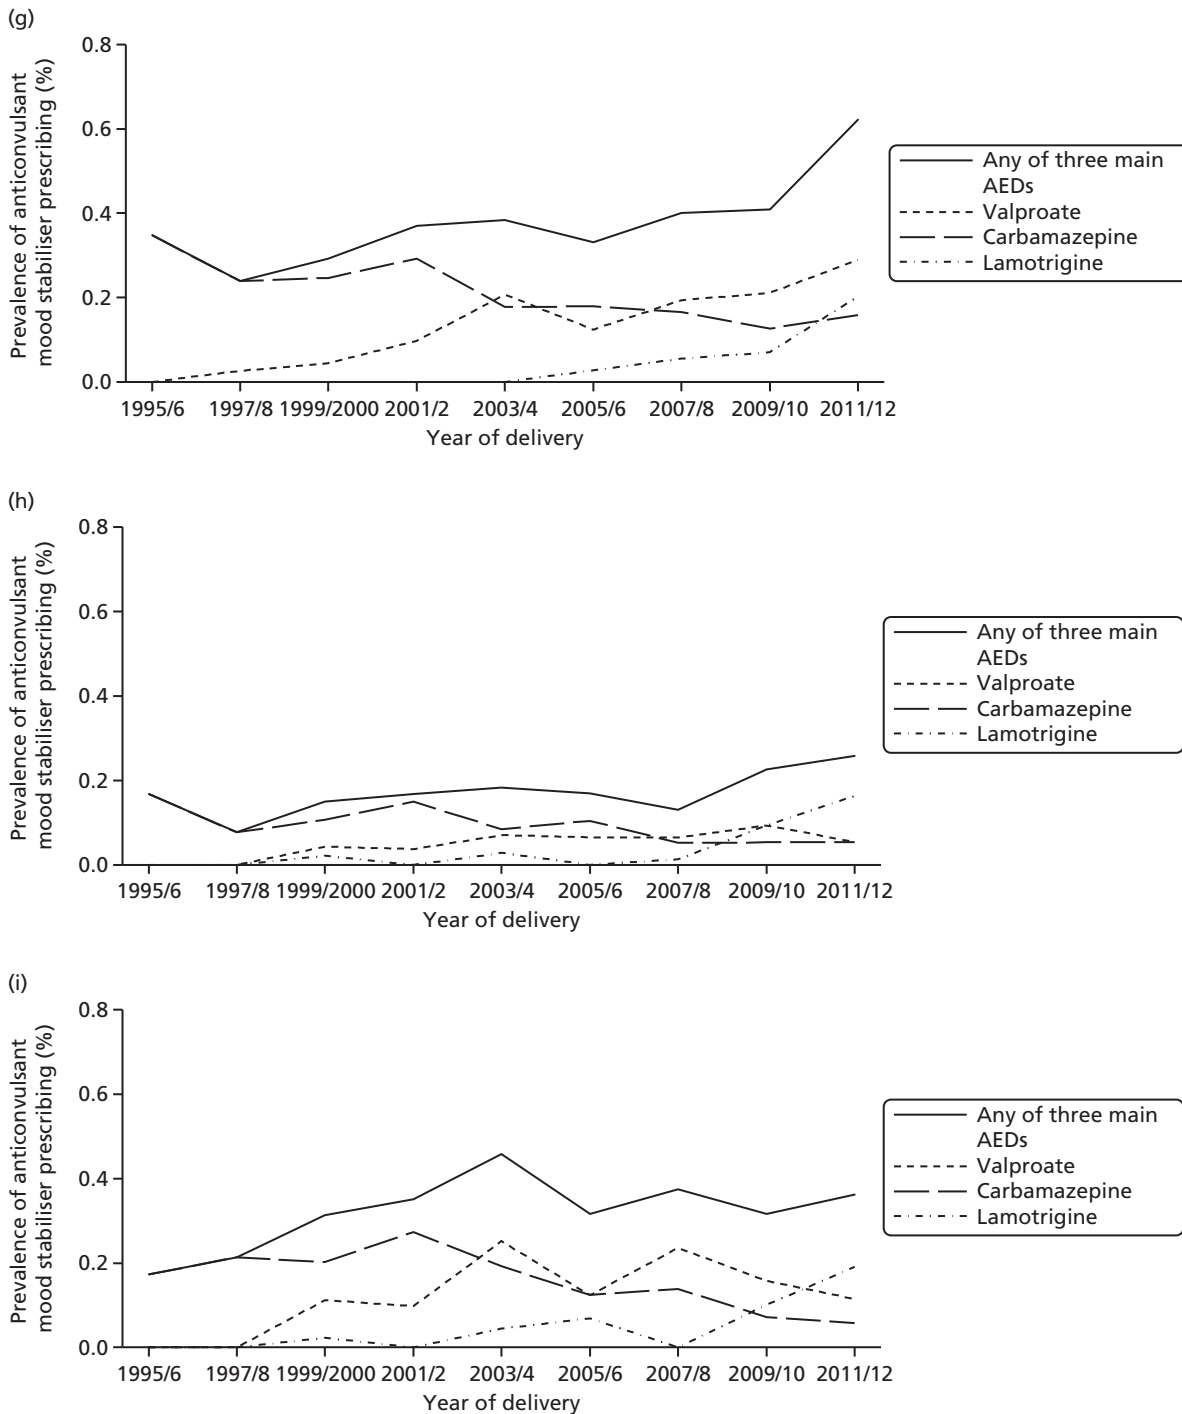 (g)
Prevalence of anticonvulsant
mood stabiliser prescribing (%)
0.8
0.6
0.4
0.2
0.0
1995/6 1997/8 1999/2000 2001/2 2003/4 2005/6 2007/8 2009/10 2011/12
Year of delivery
Any of three main
AEDs
Valproate
Carbamazepine
Lamotrigine
(h)
Prevalence of anticonvulsant
mood stabiliser prescribing (%)
0.8
0.6
0.4
0.2
0.0
1995/6 1997/8 1999/2000 2001/2 2003/4 2005/6 2007/8 2009/10 2011/12
Year of delivery
Any of three main
AEDs
Valproate
Carbamazepine
Lamotrigine
(i)
Prevalence of anticonvulsant
mood stabiliser prescribing (%)
0.8
0.6
0.4
0.2
0.0
1995/6 1997/8 1999/2000 2001/2 2003/4 2005/6 2007/8 2009/10 2011/12
Year of delivery
Any of three main
AEDs
Valproate
Carbamazepine
Lamotrigine